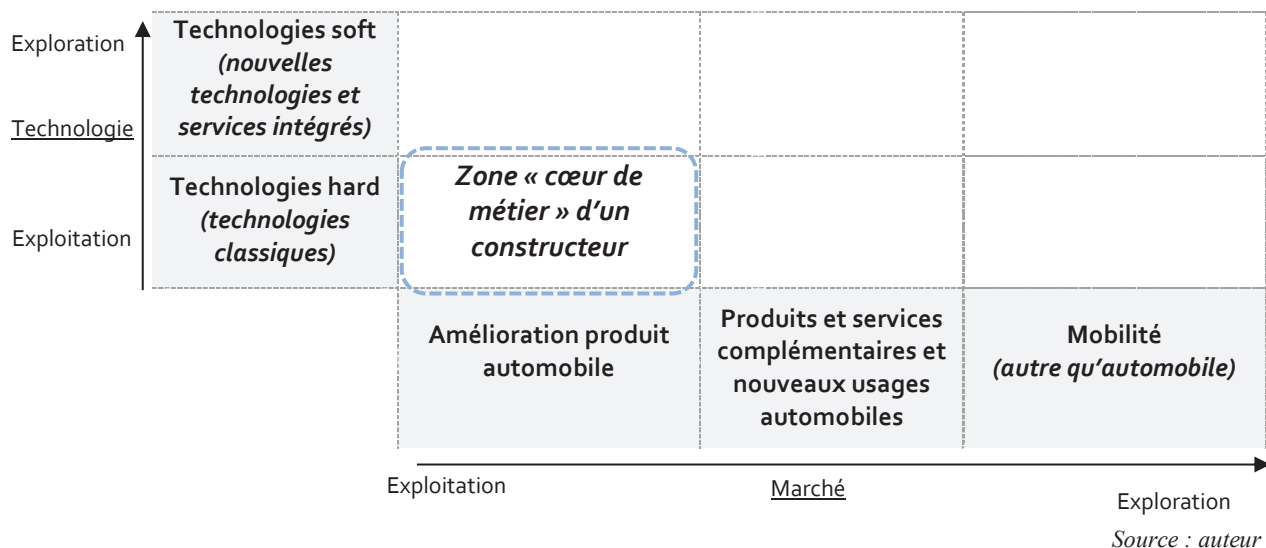 Exploration
Technologie
Exploitation
Technologies soft
(nouvelles
technologies et
services intégrés)
Technologies hard
(technologies
classiques)
Zone « cœur de
métier » d’un
constructeur
Amélioration produit
automobile
Produits et services
complémentaires et
nouveaux usages
automobiles
Mobilité
(autre qu’automobile)
Exploitation
Marché
Exploration
Source : auteur